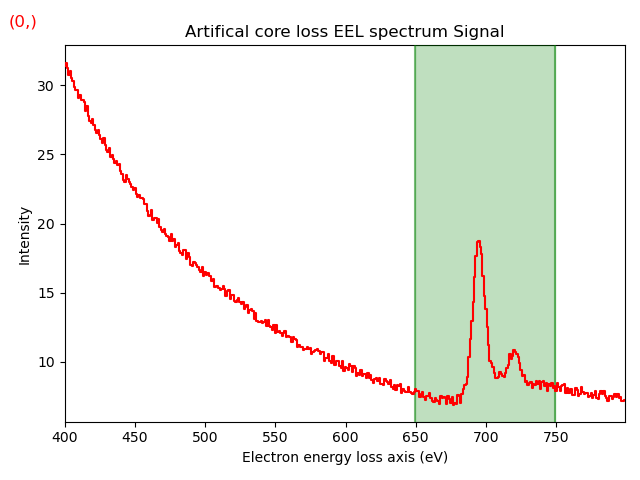 (0,)
Artifical core loss EEL spectrum Signal
Intensity
30
25
20
15
10
400 450 500 550 600 650 700 750
Electron energy loss axis (eV)